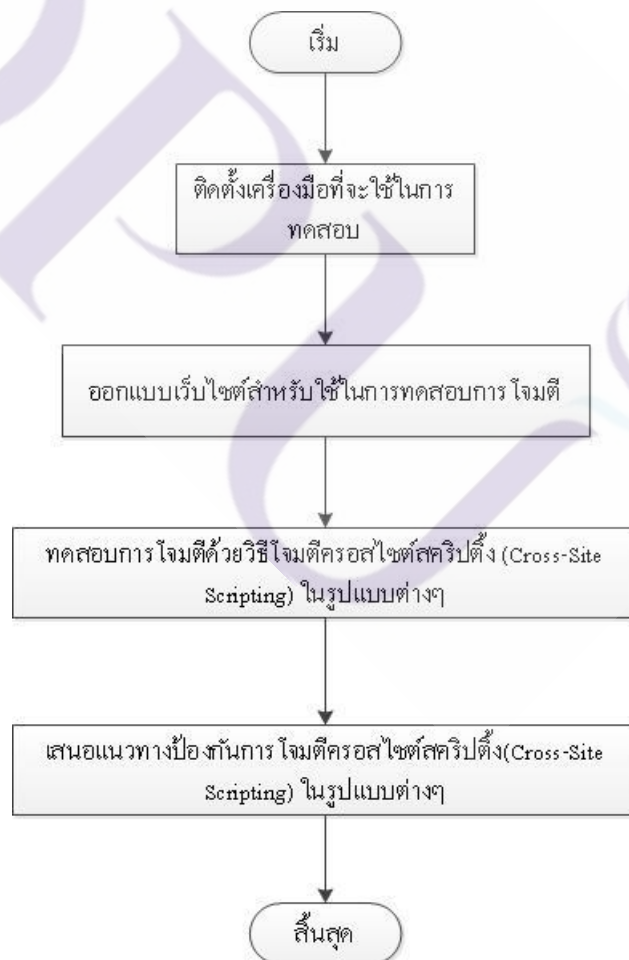 เริ่ม
ติดตั้งเครื่องมือที่จะใช้ในการ
ทดสอบ
ออกแบบเว็บไซต์สำหรับใช้ในการทดสอบการโจมตี
ทดสอบการโจมตีด้วยวิธีโจมตีครอสไซต์สคริปติ้ง (Cross-Site
Scripting) ในรูปแบบต่างๆ
เสนอแนวทางป้องกันการโจมตีครอสไซต์สคริปติ้ง(Cross-Site
Scripting) ในรูปแบบต่างๆ
สิ้นสุด
DPU